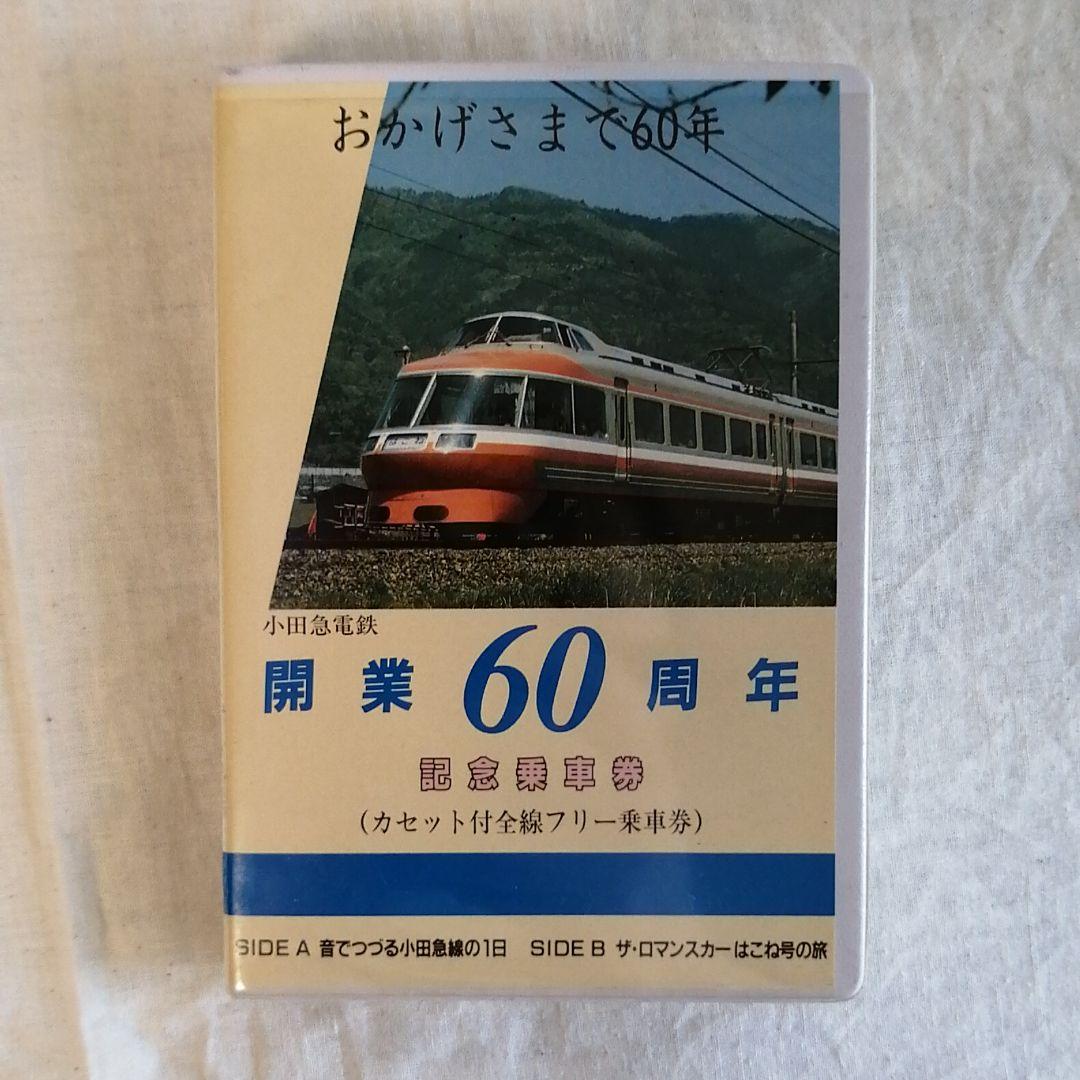 おかげさまで60年
はこね
小田急電鉄
開業60周年
記念乗車券
(カセット付全線フリー乗車券)
SIDE A 音でつづる小田急線の1日 SIDE B ザ・ロマンスカーはこね号の旅